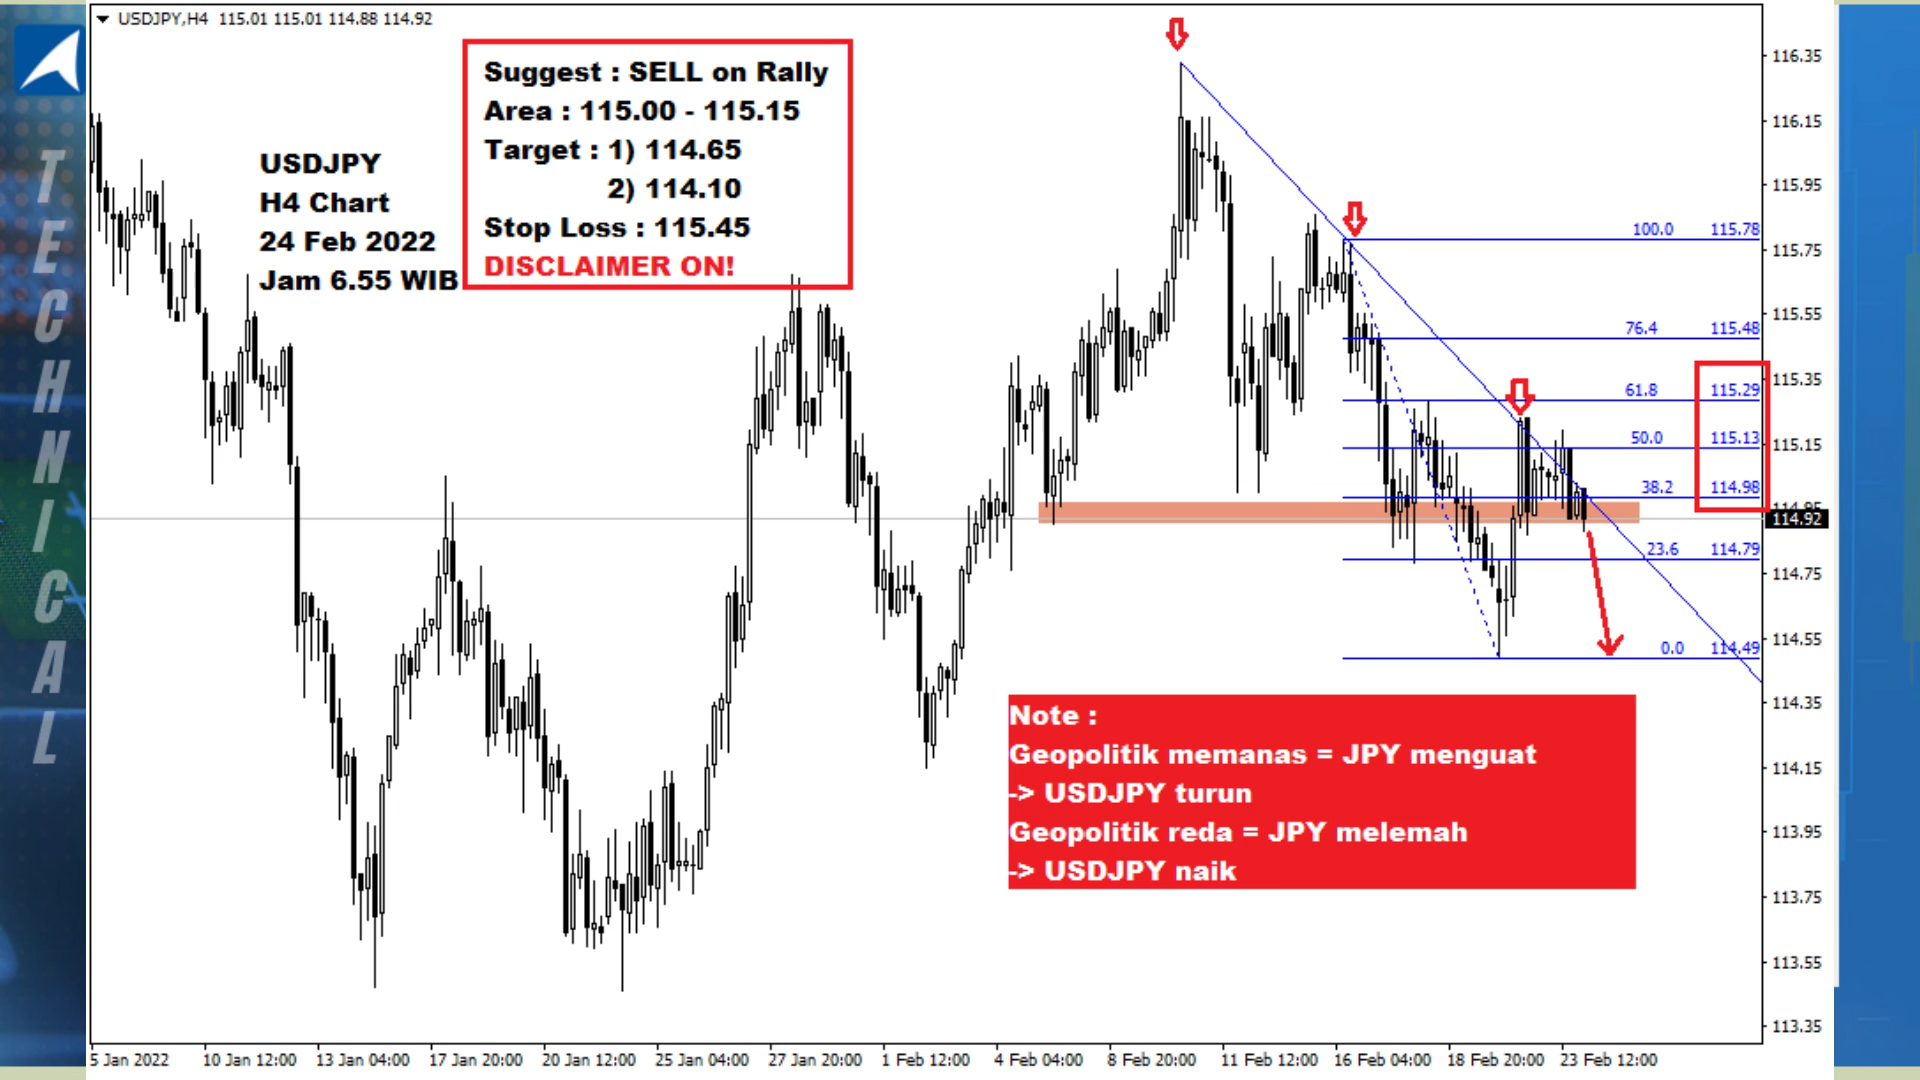 USDJPY,H4 115.01 115.01 114.88 114.92
TECHNICAL
USDJPY
H4 Chart
24 Feb 2022
Jam 6.55 WIB
Suggest : SELL on Rally
Area : 115.00 - 115.15
Target : 1) 114.65
2) 114.10
Stop Loss : 115.45
DISCLAIMER ON!
100.0 115.78
76.4 115.48
61.8 115.29
50.0 115.13
38.2 114.98
23.6 114.79
0.0 114.49
116.35
116.15
115.95
115.75
115.55
115.35
115.15
114.95
114.92
114.75
114.55
114.35
114.15
113.95
113.75
113.55
113.35
Note :
Geopolitik memanas = JPY menguat
-> USDJPY turun
Geopolitik reda = JPY melemah
-> USDJPY naik
5 Jan 2022 10 Jan 12:00 13 Jan 04:00 17 Jan 20:00 20 Jan 12:00 25 Jan 04:00 27 Jan 20:00 1 Feb 12:00 4 Feb 04:00 8 Feb 20:00 11 Feb 12:00 16 Feb 04:00 18 Feb 20:00 23 Feb 12:00